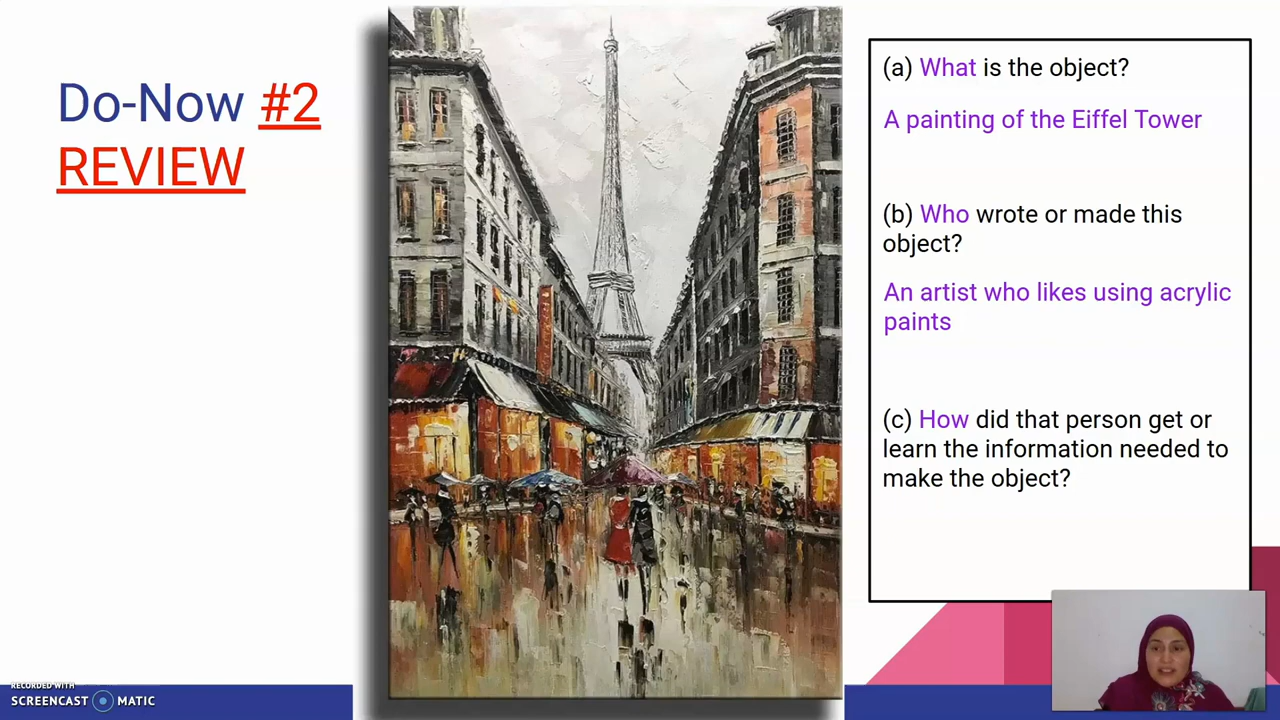 Do-Now #2
REVIEW
(a) What is the object?
A painting of the Eiffel Tower
(b) Who wrote or made this
object?
An artist who likes using acrylic
paints
(c) How did that person get or
learn the information needed to
make the object?
RECORDED WITH
SCREENCAST MATIC